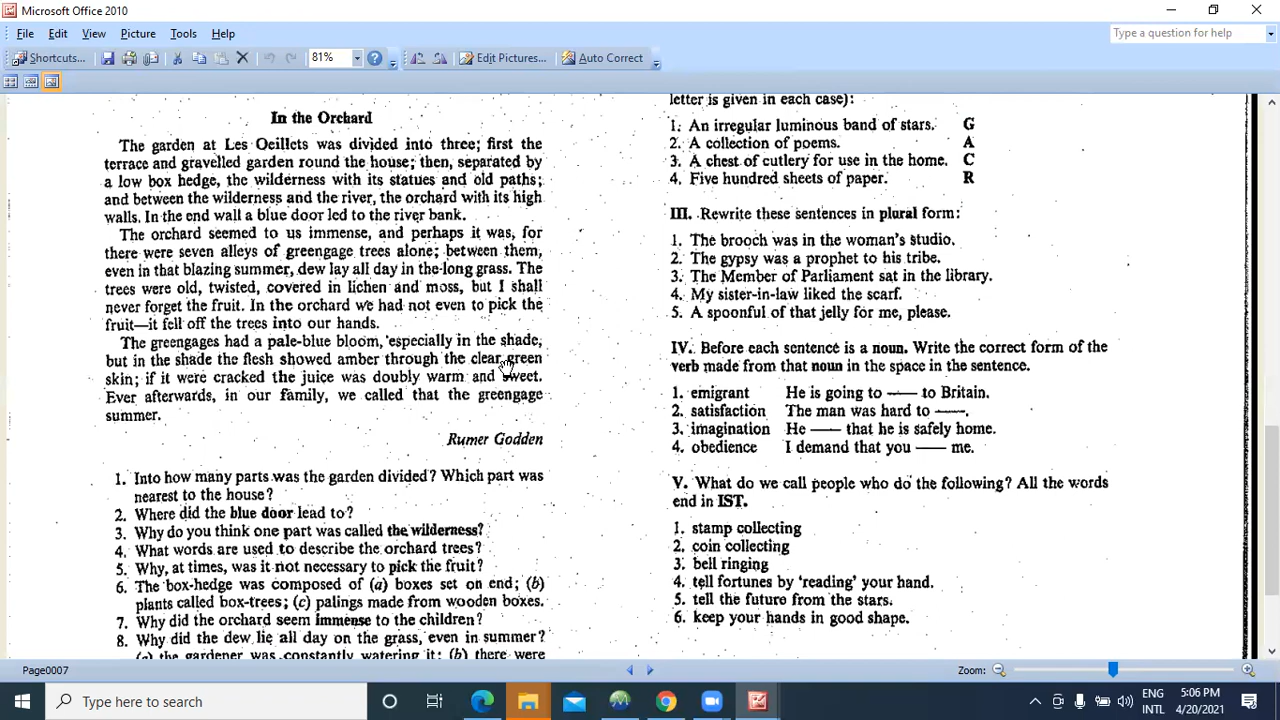 Microsoft Office 2010
File Edit View Picture Tools Help
Type a question for help
Shortcuts...
81%
Edit Pictures...
Auto Correct
In the Orchard
The garden at Les Oeillets was divided into three; first the
terrace and gravelled garden round the house; then, separated by
a low box hedge, the wilderness with its statues and old paths;
and between the wilderness and the river, the orchard with its high
walls. In the end wall a blue door led to the river bank.
The orchard seemed to us immense, and perhaps it was, for
there were seven alleys of greengage trees alone; between them,
even in that blazing summer, dew lay all day in the long grass. The
trees were old, twisted, covered in lichen and moss, but I shall
never forget the fruit. In the orchard we had not even to pick the
fruit—it fell off the trees into our hands.
The greengages had a pale-blue bloom, especially in the shade,
but in the shade the flesh showed amber through the clear green
skin; if it were cracked the juice was doubly warm and sweet.
Ever afterwards, in our family, we called that the greengage
summer.
Rumer Godden
1. Into how many parts was the garden divided? Which part was
nearest to the house?
2. Where did the blue door lead to?
3. Why do you think one part was called the wilderness?
4. What words are used to describe the orchard trees?
5. Why, at times, was it not necessary to pick the fruit?
6. The box-hedge was composed of (a) boxes set on end; (b)
plants called box-trees; (c) palings made from wooden boxes.
7. Why did the orchard seem immense to the children?
8. Why did the dew lie all day on the grass, even in summer?
(a) the gardener was constantly watering it; (b) there were
letter is given in each case):
1. An irregular luminous band of stars. G
2. A collection of poems. A
3. A chest of cutlery for use in the home. C
4. Five hundred sheets of paper. R
III. Rewrite these sentences in plural form:
1. The brooch was in the woman's studio.
2. The gypsy was a prophet to his tribe.
3. The Member of Parliament sat in the library.
4. My sister-in-law liked the scarf.
5. A spoonful of that jelly for me, please.
IV. Before each sentence is a noun. Write the correct form of the
verb made from that noun in the space in the sentence.
1. emigrant He is going to —— to Britain.
2. satisfaction The man was hard to ——.
3. imagination He —— that he is safely home.
4. obedience I demand that you —— me.
V. What do we call people who do the following? All the words
end in IST.
1. stamp collecting
2. coin collecting
3. bell ringing
4. tell fortunes by 'reading' your hand.
5. tell the future from the stars.
6. keep your hands in good shape.
Page0007
Zoom:
Type here to search
ENG
INTL
5:06 PM
4/20/2021